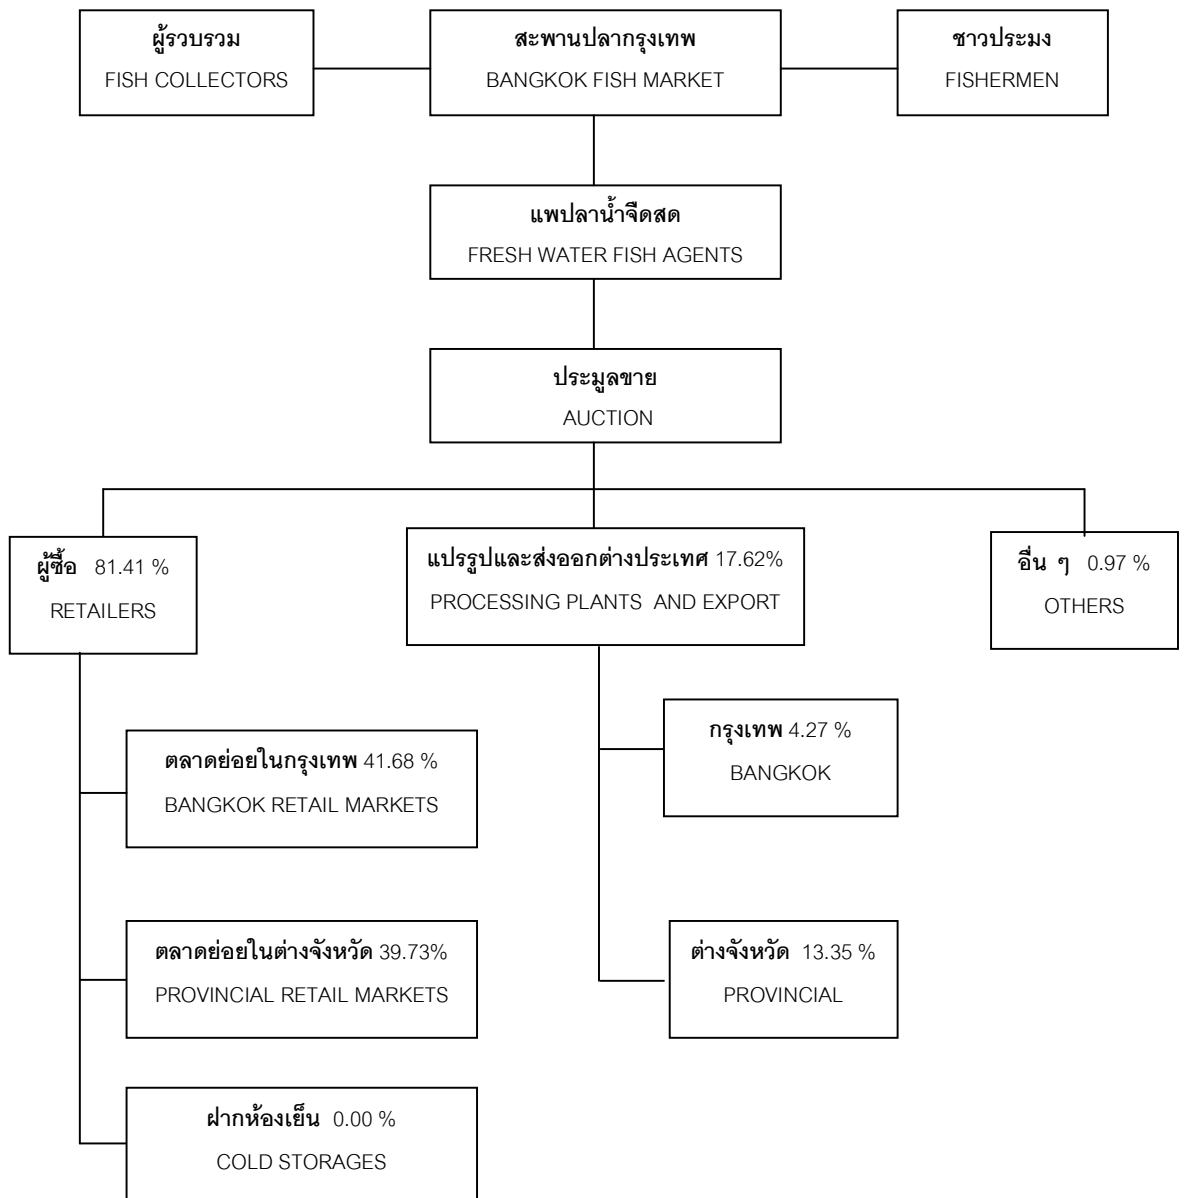 ผู้รวบรวม
FISH COLLECTORS
สะพานปลากรุงเทพ
BANGKOK FISH MARKET
ชาวประมง
FISHERMEN
แพปลาน้ำจืดสด
FRESH WATER FISH AGENTS
ประมูลขาย
AUCTION
ผู้ซื้อ 81.41 %
RETAILERS
แปรรูปและส่งออกต่างประเทศ 17.62%
PROCESSING PLANTS AND EXPORT
อื่น ๆ 0.97 %
OTHERS
ตลาดย่อยในกรุงเทพ 41.68 %
BANGKOK RETAIL MARKETS
กรุงเทพ 4.27 %
BANGKOK
ตลาดย่อยในต่างจังหวัด 39.73%
PROVINCIAL RETAIL MARKETS
ต่างจังหวัด 13.35 %
PROVINCIAL
ฝากห้องเย็น 0.00 %
COLD STORAGES